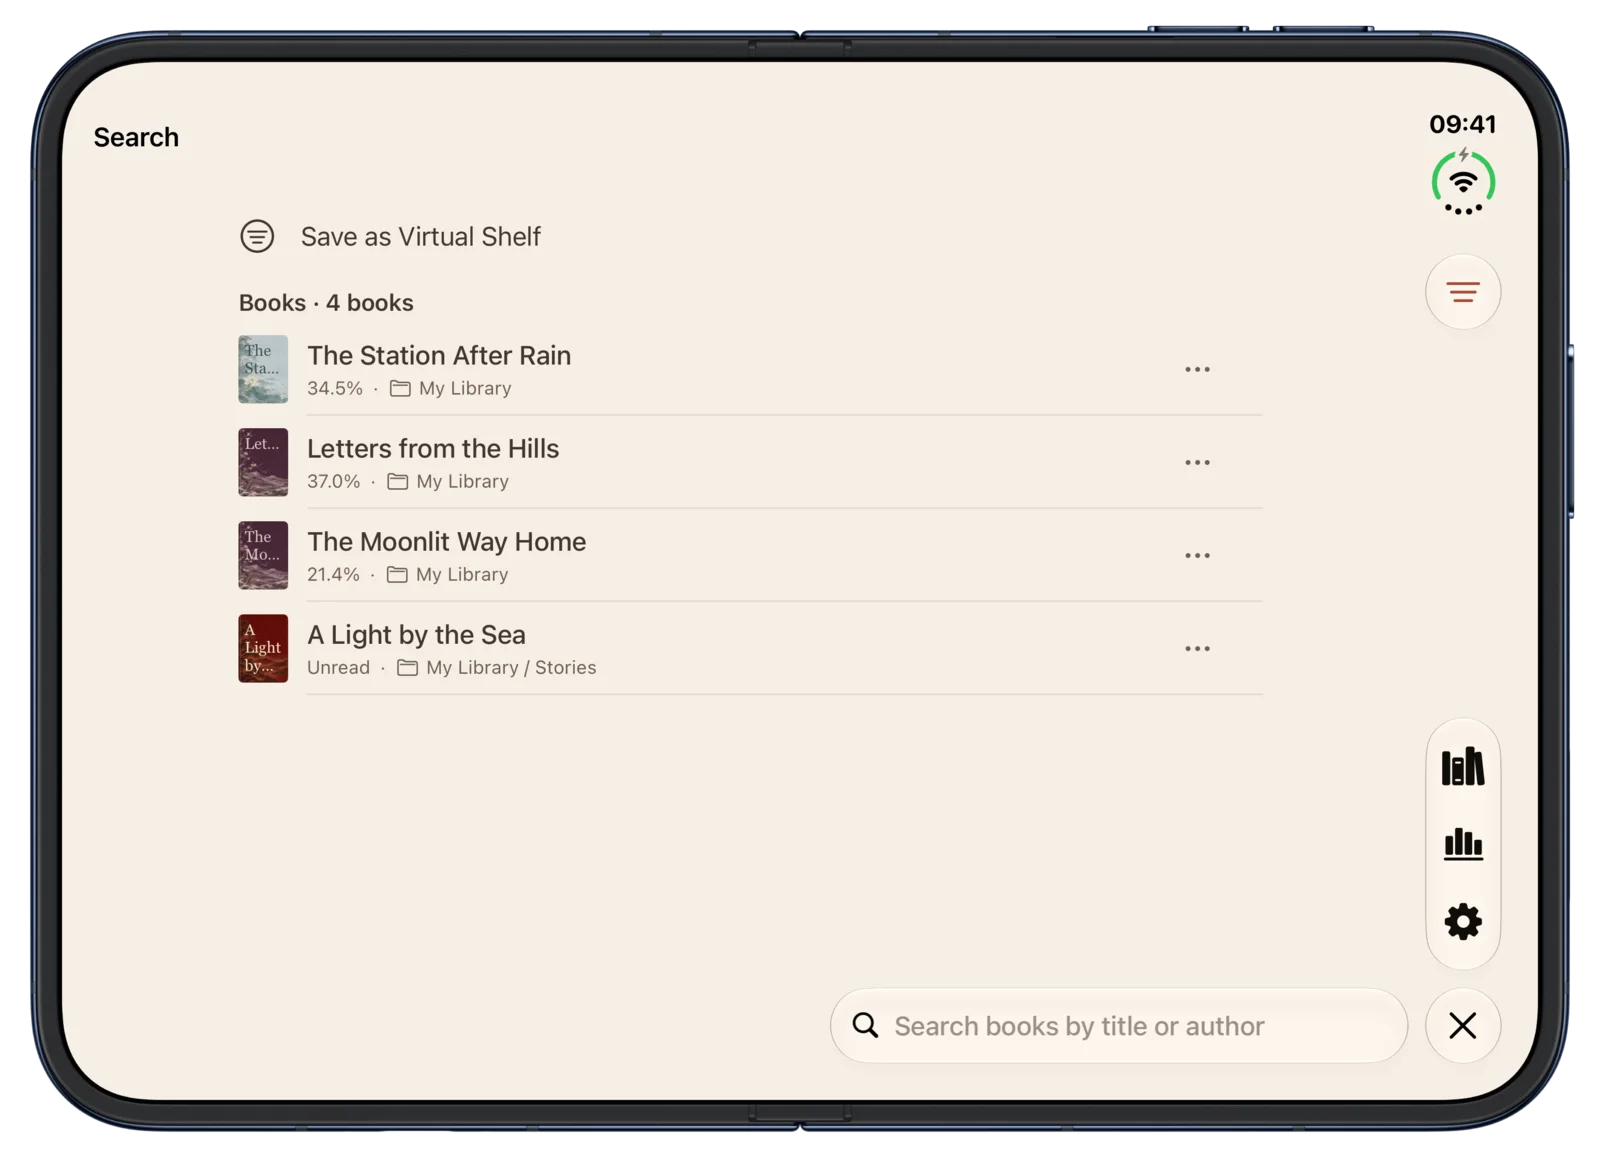 Search
09:41
Save as Virtual Shelf
Books · 4 books
The
Sta...
The Station After Rain
34.5% · My Library
Let...
Letters from the Hills
37.0% · My Library
The
Mo...
The Moonlit Way Home
21.4% · My Library
A
Light
by...
A Light by the Sea
Unread · My Library / Stories
Search books by title or author